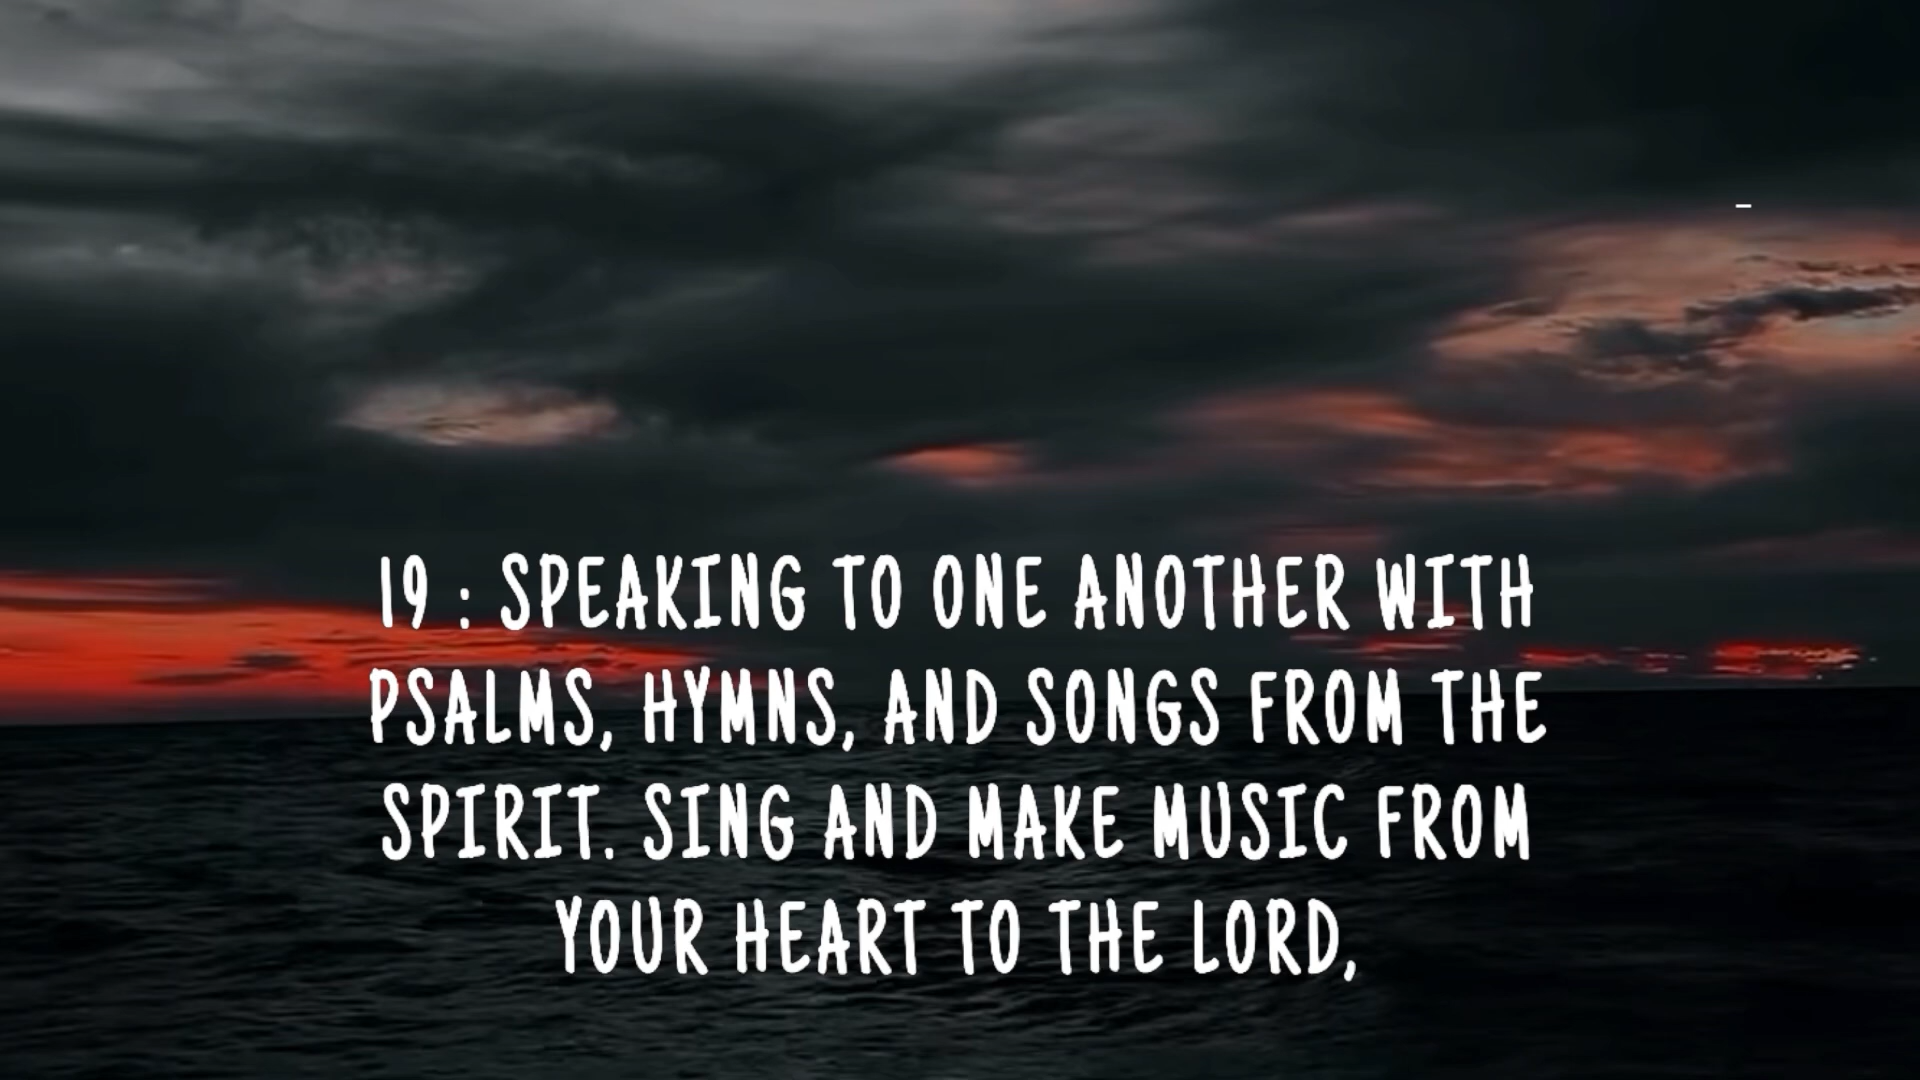 19 : SPEAKING TO ONE ANOTHER WITH
PSALMS, HYMNS, AND SONGS FROM THE
SPIRIT. SING AND MAKE MUSIC FROM
YOUR HEART TO THE LORD,